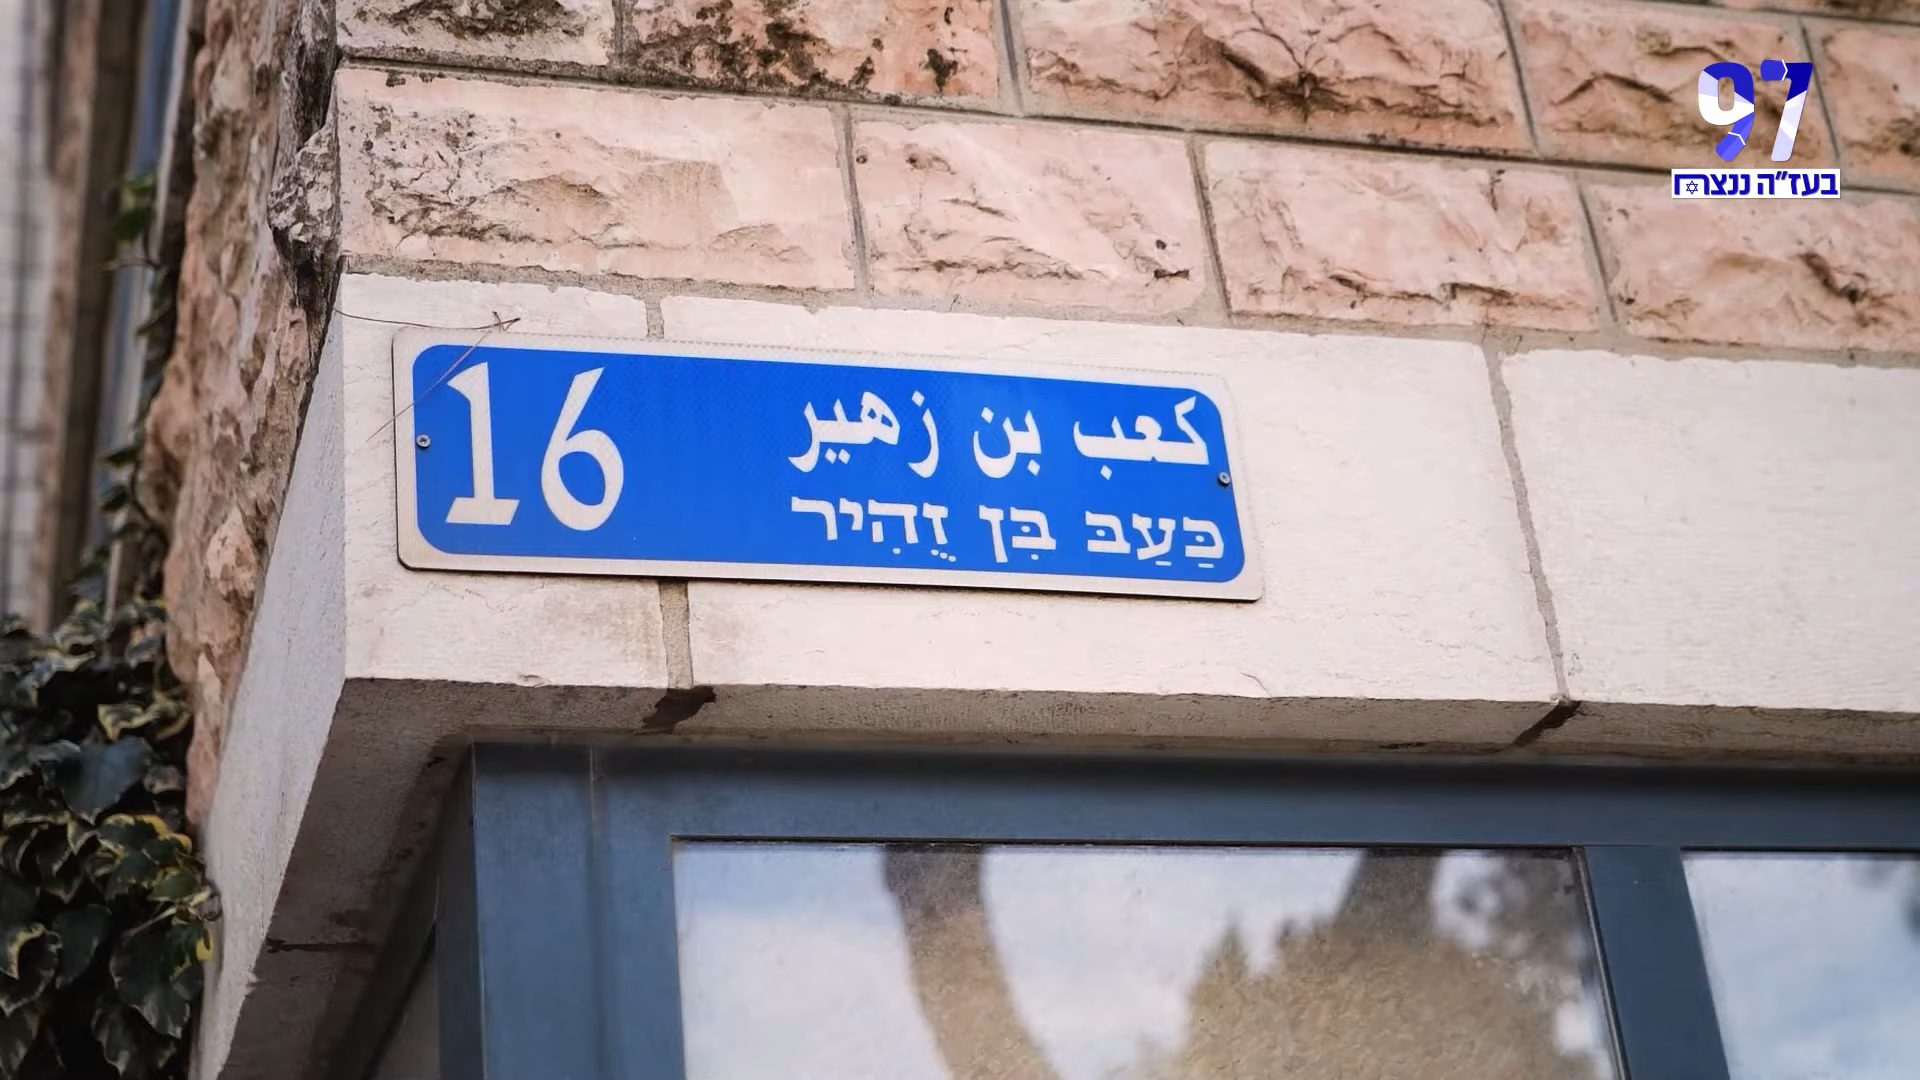 كعب بن زهير
כַּעַבּ בִּן זֻהִיר
16
97
בעז"ה ננצח